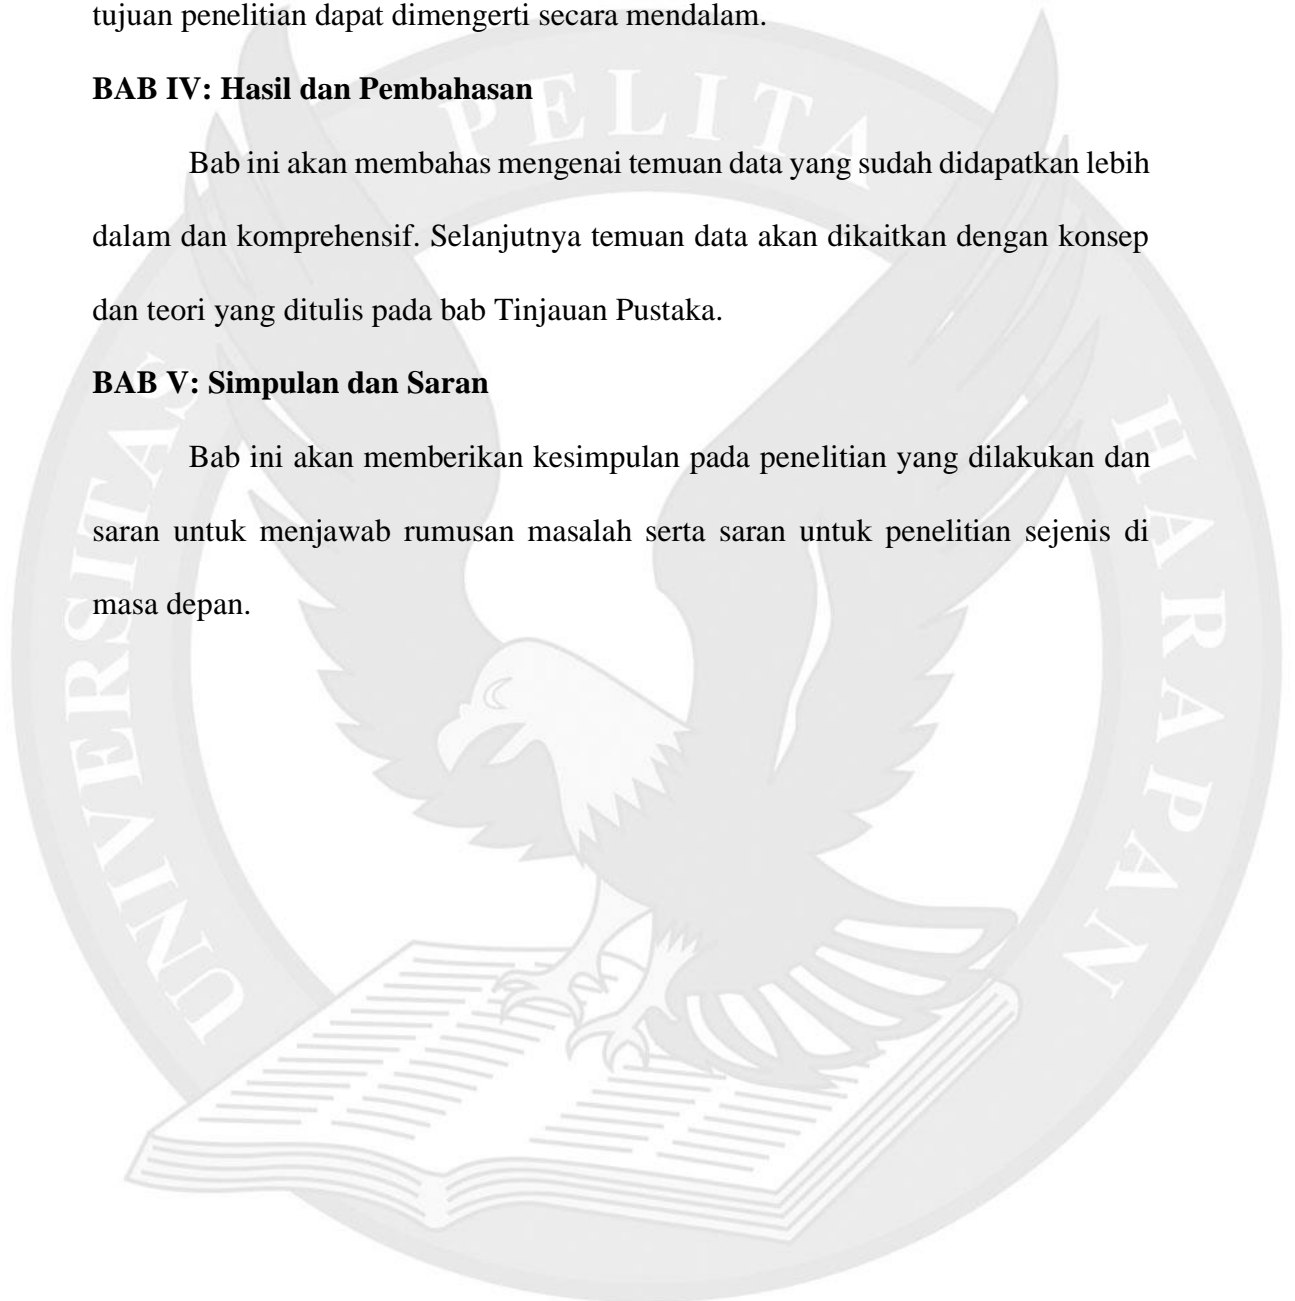 tujuan penelitian dapat dimengerti secara mendalam.
BAB IV: Hasil dan Pembahasan
Bab ini akan membahas mengenai temuan data yang sudah didapatkan lebih
dalam dan komprehensif. Selanjutnya temuan data akan dikaitkan dengan konsep
dan teori yang ditulis pada bab Tinjauan Pustaka.
BAB V: Simpulan dan Saran
Bab ini akan memberikan kesimpulan pada penelitian yang dilakukan dan
saran untuk menjawab rumusan masalah serta saran untuk penelitian sejenis di
masa depan.
UNIVERSITAS PELITA HARAPAN